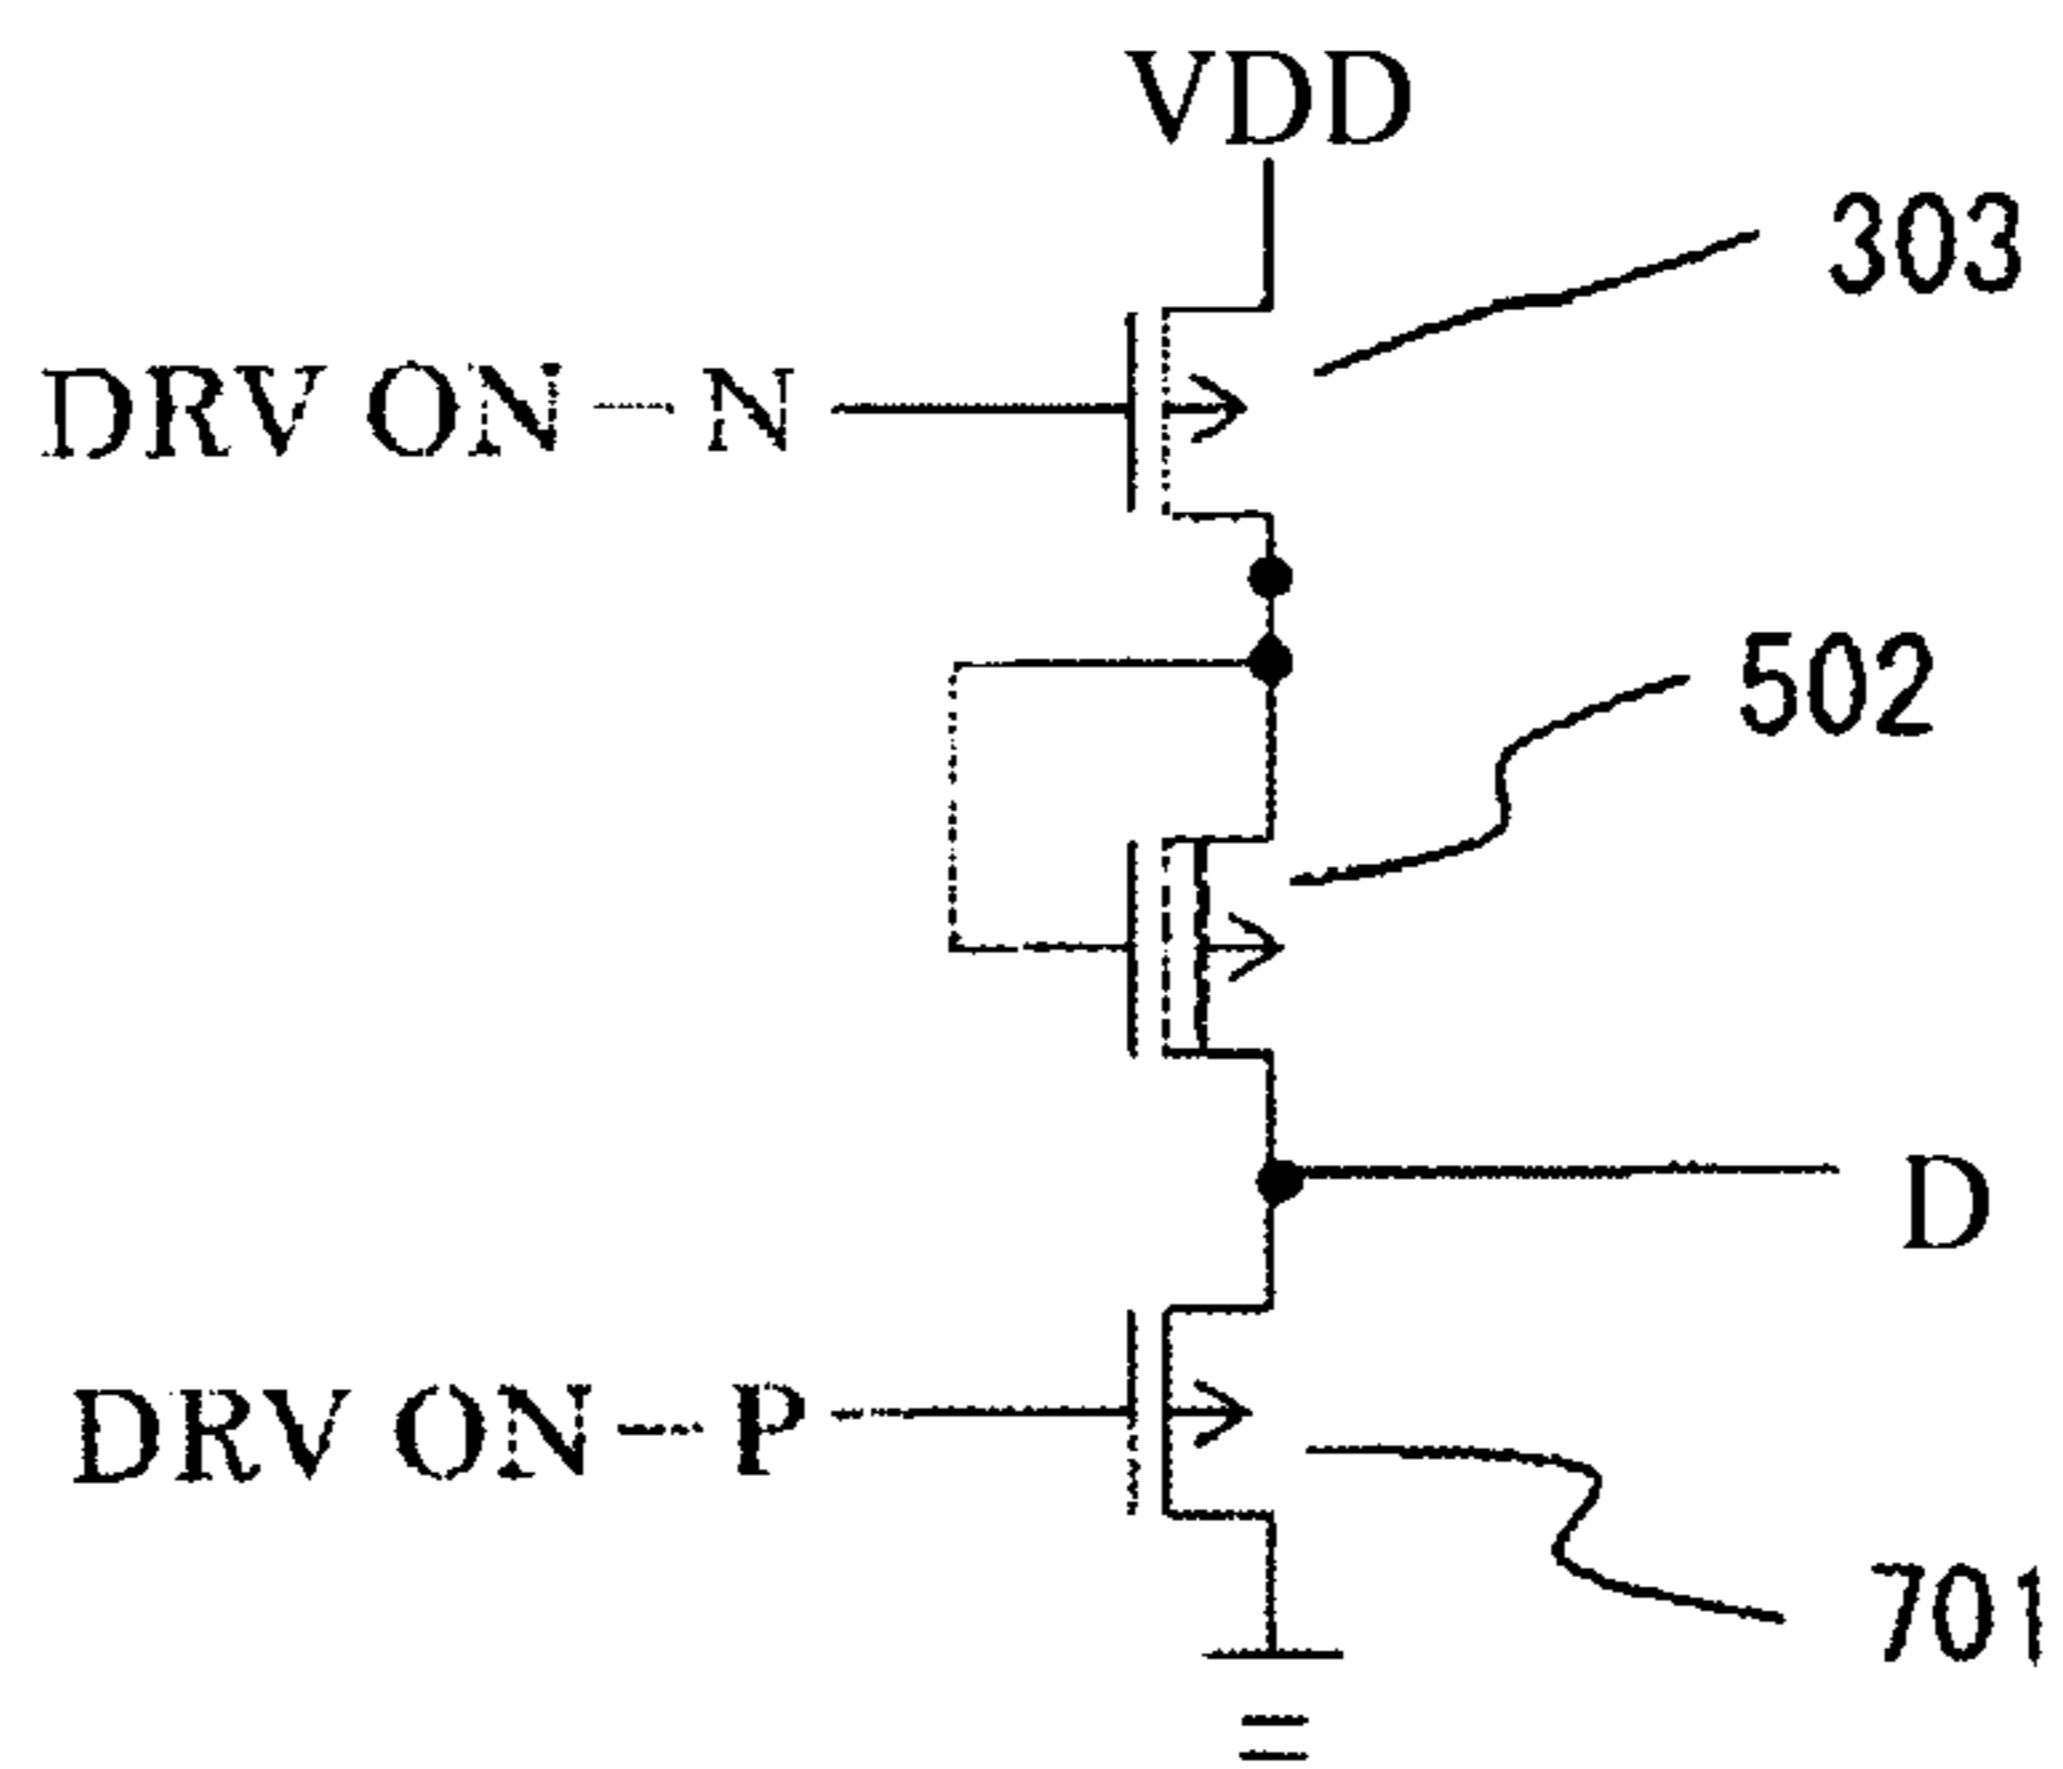 VDD
303
DRV ON--N
502
D
DRV ON--P
701